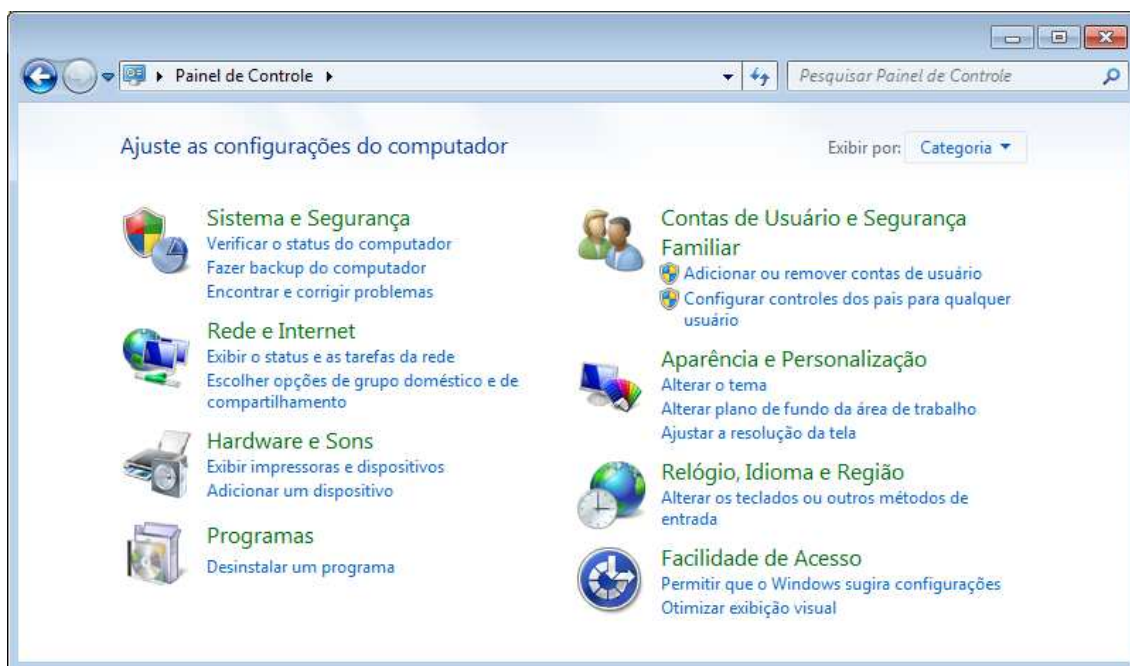 Painel de Controle
Pesquisar Painel de Controle
Ajuste as configurações do computador
Exibir por: Categoria
Sistema e Segurança
Verificar o status do computador
Fazer backup do computador
Encontrar e corrigir problemas
Rede e Internet
Exibir o status e as tarefas da rede
Escolher opções de grupo doméstico e de
compartilhamento
Hardware e Sons
Exibir impressoras e dispositivos
Adicionar um dispositivo
Programas
Desinstalar um programa
Contas de Usuário e Segurança
Familiar
Adicionar ou remover contas de usuário
Configurar controles dos pais para qualquer
usuário
Aparência e Personalização
Alterar o tema
Alterar plano de fundo da área de trabalho
Ajustar a resolução da tela
Relógio, Idioma e Região
Alterar os teclados ou outros métodos de
entrada
Facilidade de Acesso
Permitir que o Windows sugira configurações
Otimizar exibição visual